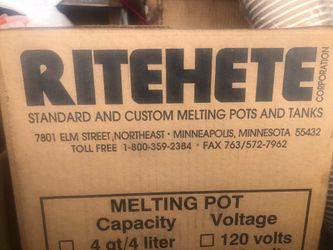 RITEHETE CORPORATION
STANDARD AND CUSTOM MELTING POTS AND TANKS
7801 ELM STREET, NORTHEAST • MINNEAPOLIS, MINNESOTA 55432
TOLL FREE 1-800-359-2384 • FAX 763/572-7962
MELTING POT
Capacity Voltage
4 qt/4 liter 120 volts